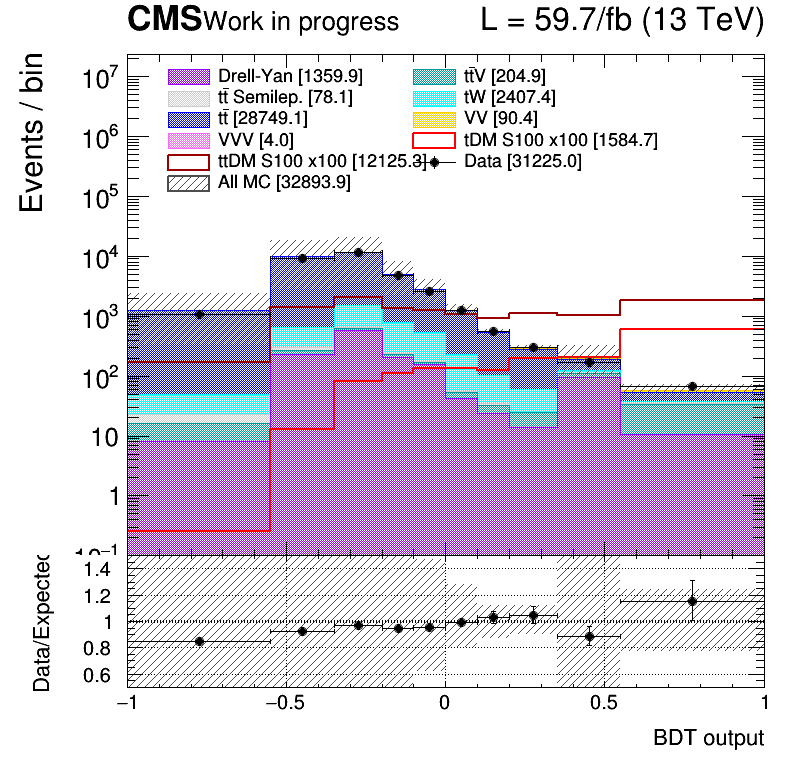 CMS Work in progress L = 59.7/fb (13 TeV)
Events / bin
Drell-Yan [1359.9] tt̄V [204.9]
tt̄ Semilep. [78.1] tW [2407.4]
tt̄ [28749.1] VV [90.4]
VVV [4.0] tDM S100 x100 [1584.7]
ttDM S100 x100 [12125.3] Data [31225.0]
All MC [32893.9]
10⁷
10⁶
10⁵
10⁴
10³
10²
10
1
10⁻¹
Data/Expected
1.4
1.2
1
0.8
0.6
−1 −0.5 0 0.5 1
BDT output